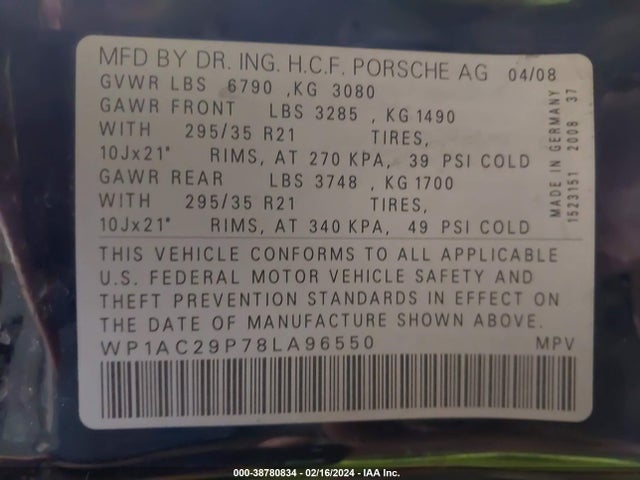 MFD BY DR. ING. H.C.F. PORSCHE AG 04/08
GVWR LBS 6790 ,KG 3080
GAWR FRONT LBS 3285 , KG 1490
WITH 295/35 R21 TIRES,
10Jx21" RIMS, AT 270 KPA, 39 PSI COLD
GAWR REAR LBS 3748 , KG 1700
WITH 295/35 R21 TIRES,
10Jx21" RIMS, AT 340 KPA, 49 PSI COLD
MADE IN GERMANY
1523151 2008 37
THIS VEHICLE CONFORMS TO ALL APPLICABLE
U.S. FEDERAL MOTOR VEHICLE SAFETY AND
THEFT PREVENTION STANDARDS IN EFFECT ON
THE DATE OF MANUFACTURE SHOWN ABOVE.
WP1AC29P78LA96550 MPV
000-38780834 - 02/16/2024 - IAA Inc.